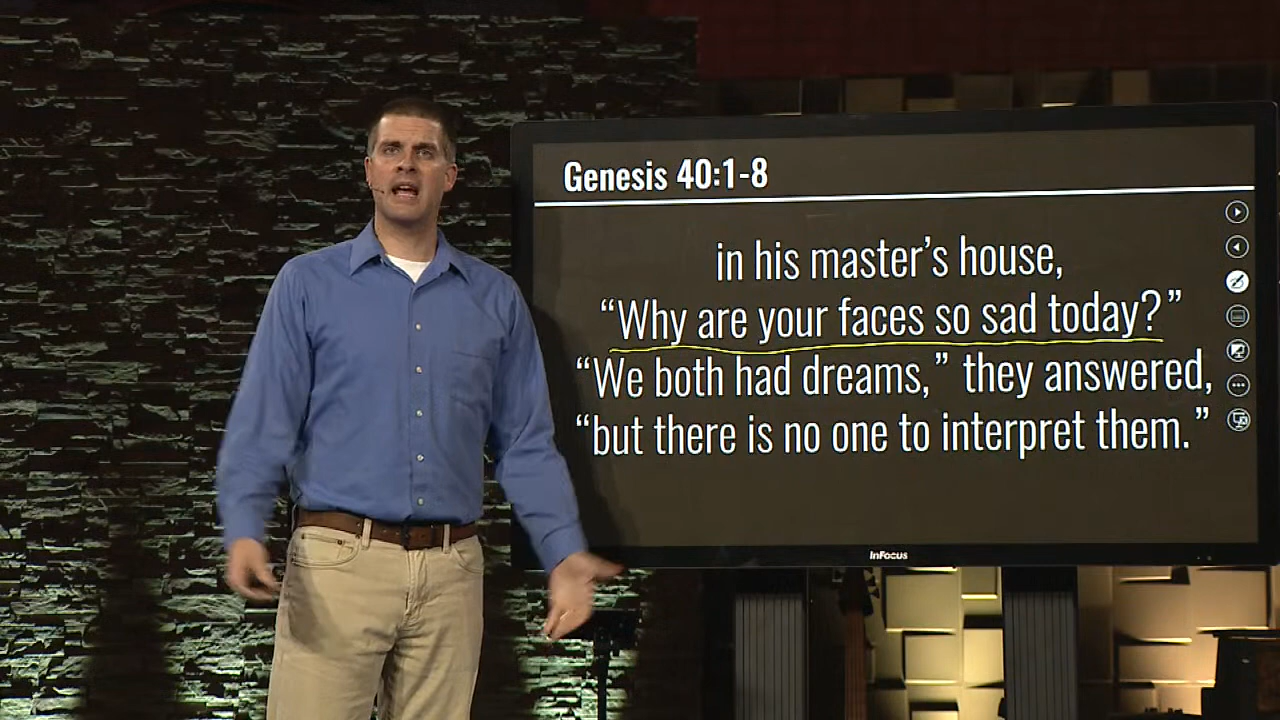 Genesis 40:1-8
in his master’s house,
“Why are your faces so sad today?”
“We both had dreams,” they answered,
“but there is no one to interpret them.”
InFocus